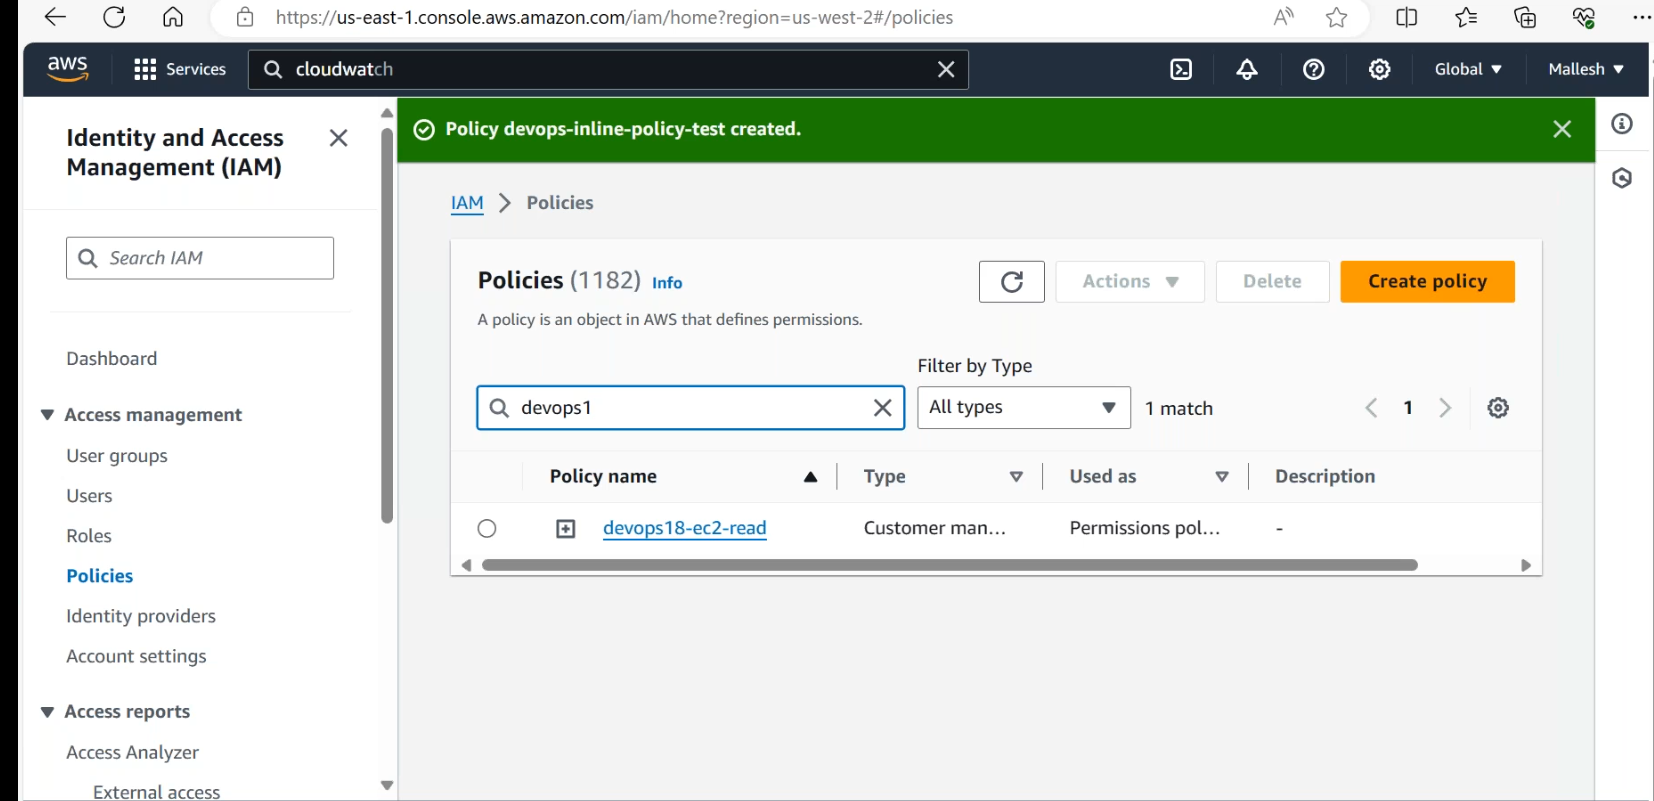 https://us-east-1.console.aws.amazon.com/iam/home?region=us-west-2#/policies
aws
Services
cloudwatch
Global
Mallesh
Identity and Access
Management (IAM)
Search IAM
Dashboard
Access management
User groups
Users
Roles
Policies
Identity providers
Account settings
Access reports
Access Analyzer
External access
Policy devops-inline-policy-test created.
IAM > Policies
Policies (1182) Info
Actions
Delete
Create policy
A policy is an object in AWS that defines permissions.
Filter by Type
devops1
All types
1 match
1
Policy name Type Used as Description
devops18-ec2-read Customer man... Permissions pol... -